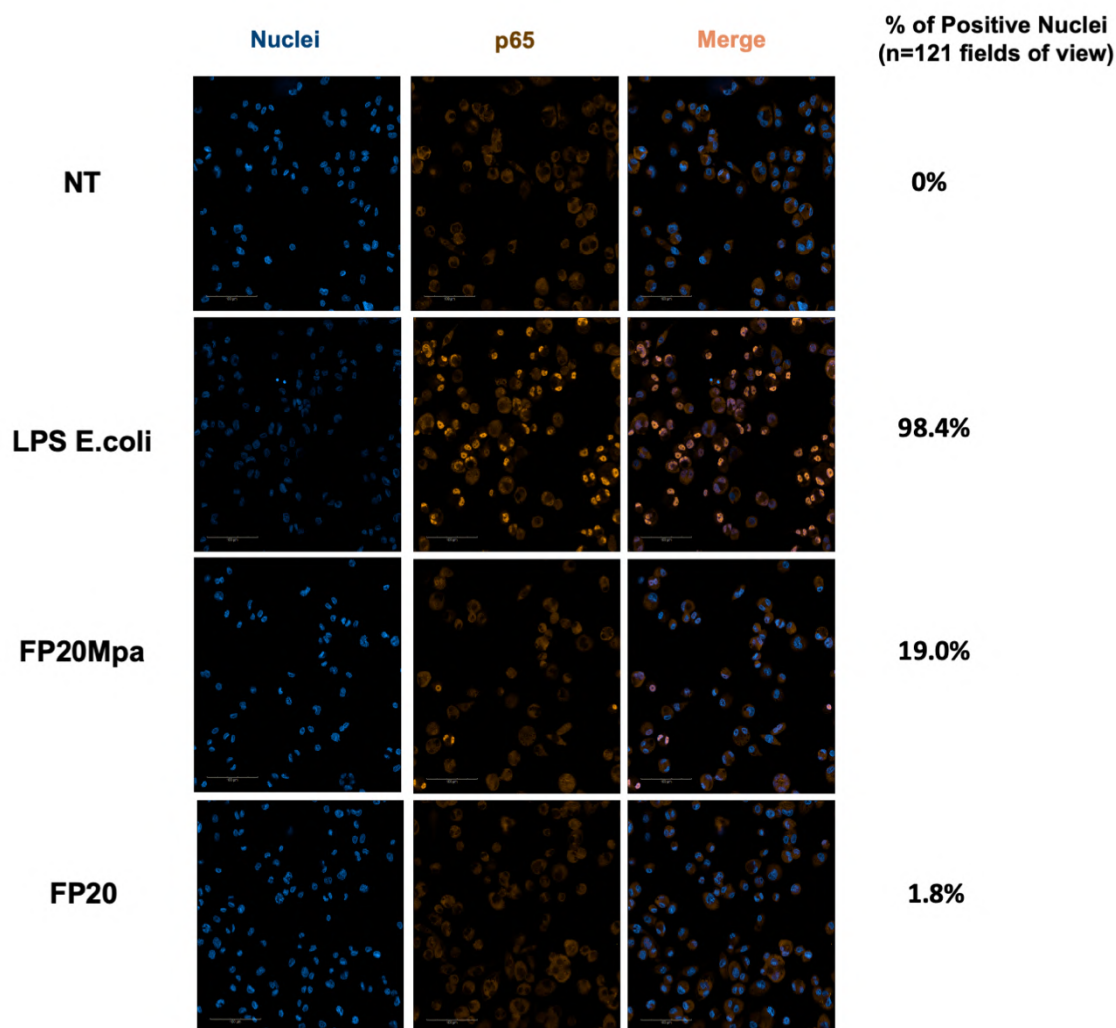 Nuclei
p65
Merge
% of Positive Nuclei
(n=121 fields of view)
NT
0%
LPS E.coli
98.4%
FP20Mpa
19.0%
FP20
1.8%